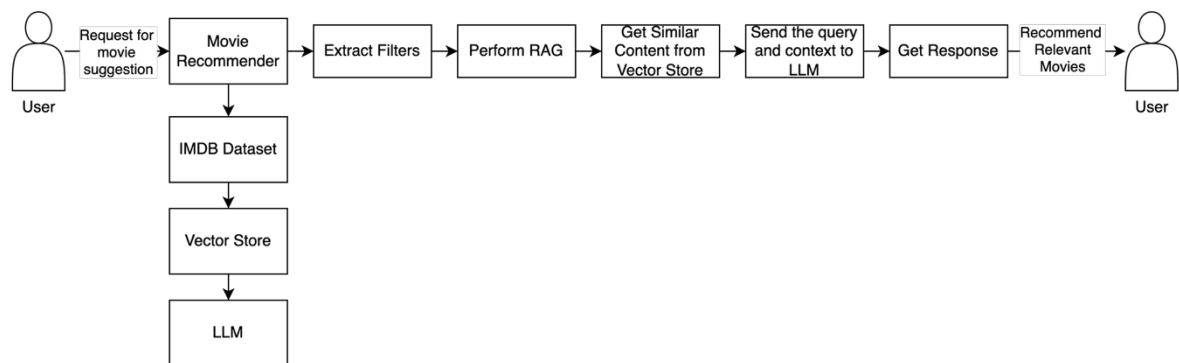 Request for
movie
suggestion
User
Movie
Recommender
Extract Filters
Perform RAG
Get Similar
Content from
Vector Store
Send the query
and context to
LLM
Get Response
Recommend
Relevant
Movies
User
IMDB Dataset
Vector Store
LLM